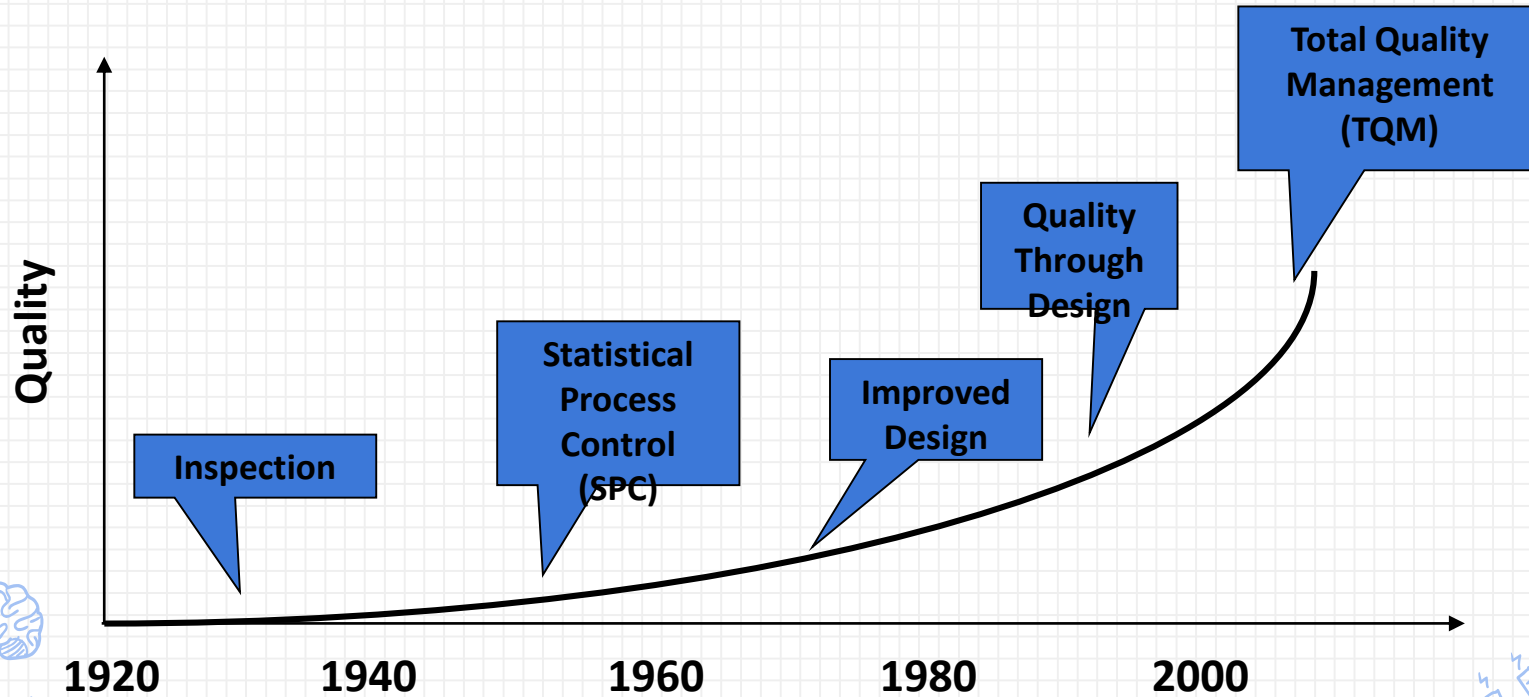 Total Quality
Management
(TQM)
Quality
Through
Design
Statistical
Process
Control
(SPC)
Improved
Design
Inspection
Quality
1920 1940 1960 1980 2000